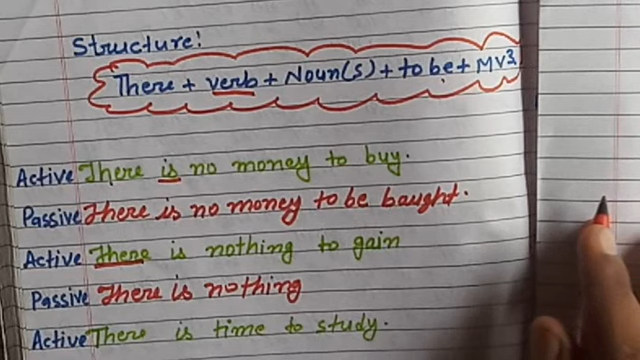 Structure!
There + verb + Noun(s) + to be + MV3
Active There is no money to buy.
Passive There is no money to be baught.
Active There is nothing to gain
Passive There is nothing
Active There is time to study.